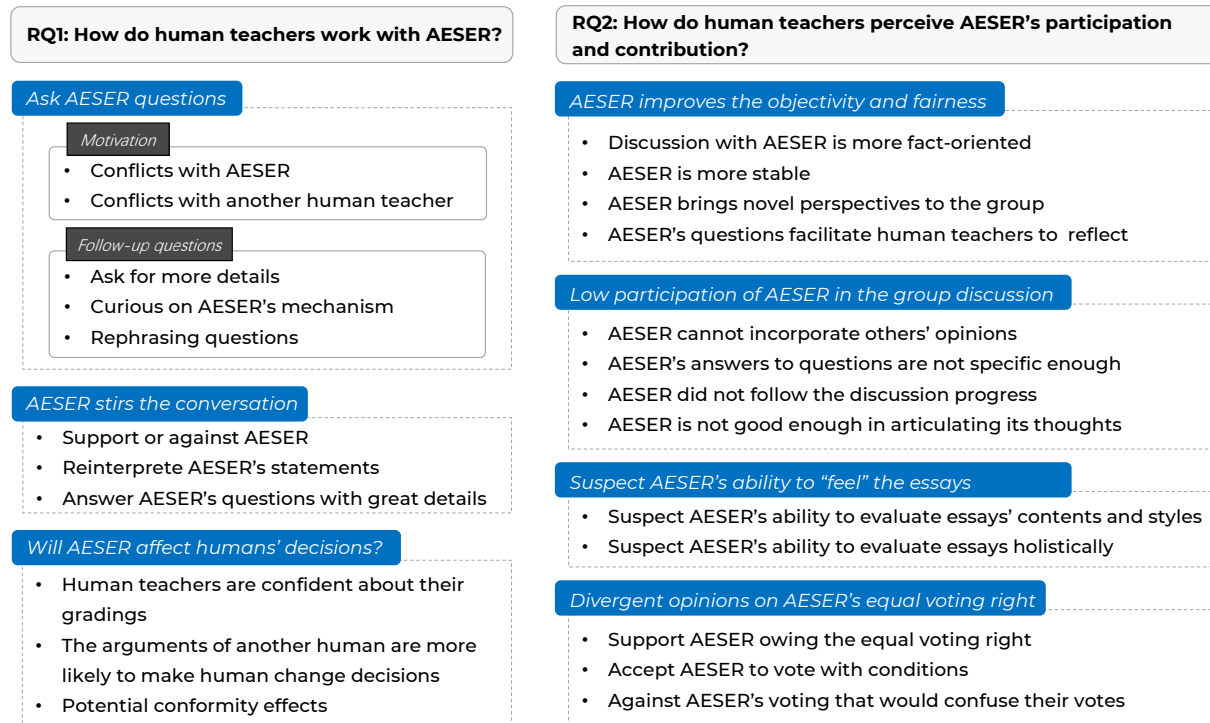 RQ1: How do human teachers work with AESER?
Ask AESER questions
Motivation
• Conflicts with AESER
• Conflicts with another human teacher
Follow-up questions
• Ask for more details
• Curious on AESER's mechanism
• Rephrasing questions
AESER stirs the conversation
• Support or against AESER
• Reinterprete AESER's statements
• Answer AESER's questions with great details
Will AESER affect humans' decisions?
• Human teachers are confident about their
gradings
• The arguments of another human are more
likely to make human change decisions
• Potential conformity effects
RQ2: How do human teachers perceive AESER's participation
and contribution?
AESER improves the objectivity and fairness
• Discussion with AESER is more fact-oriented
• AESER is more stable
• AESER brings novel perspectives to the group
• AESER's questions facilitate human teachers to reflect
Low participation of AESER in the group discussion
• AESER cannot incorporate others' opinions
• AESER's answers to questions are not specific enough
• AESER did not follow the discussion progress
• AESER is not good enough in articulating its thoughts
Suspect AESER's ability to "feel" the essays
• Suspect AESER's ability to evaluate essays' contents and styles
• Suspect AESER's ability to evaluate essays holistically
Divergent opinions on AESER's equal voting right
• Support AESER owing the equal voting right
• Accept AESER to vote with conditions
• Against AESER's voting that would confuse their votes